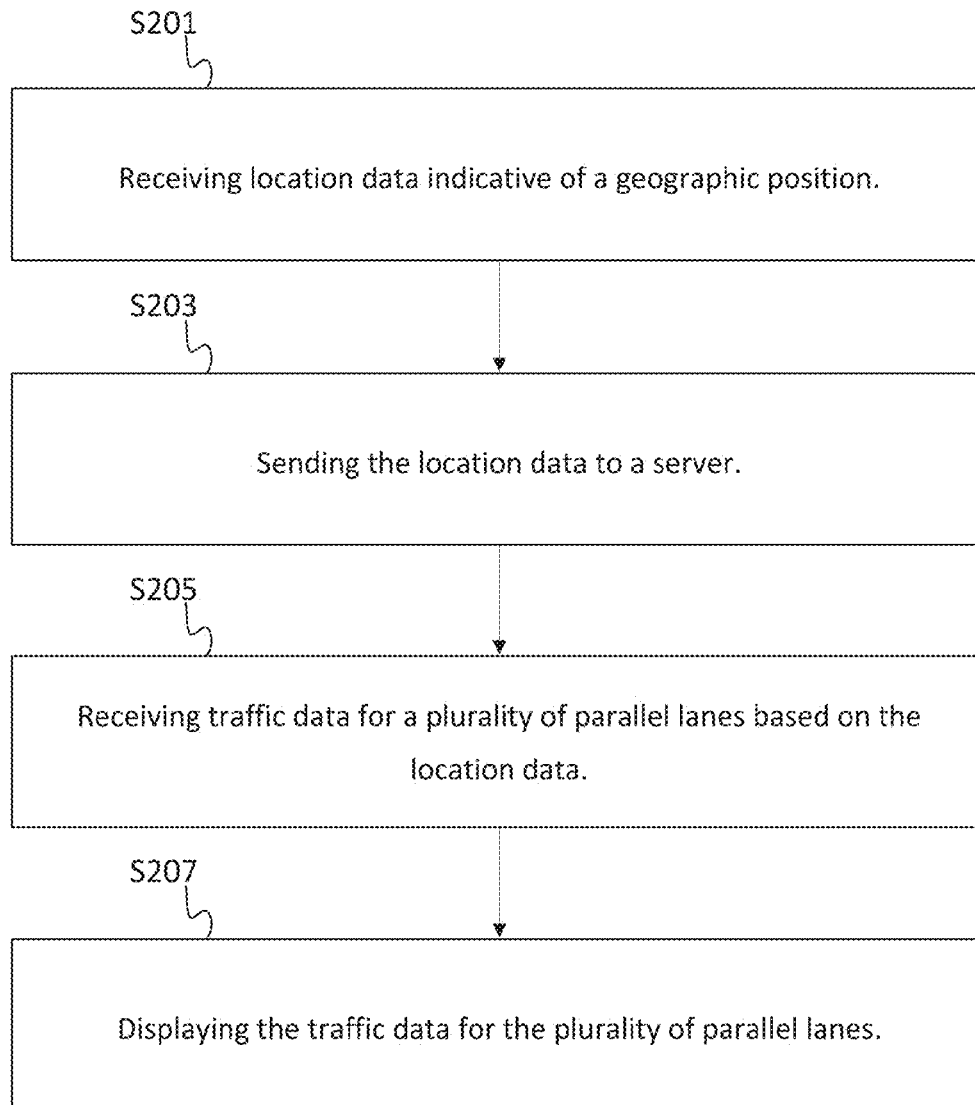 S201
Receiving location data indicative of a geographic position.
S203
Sending the location data to a server.
S205
Receiving traffic data for a plurality of parallel lanes based on the
location data.
S207
Displaying the traffic data for the plurality of parallel lanes.